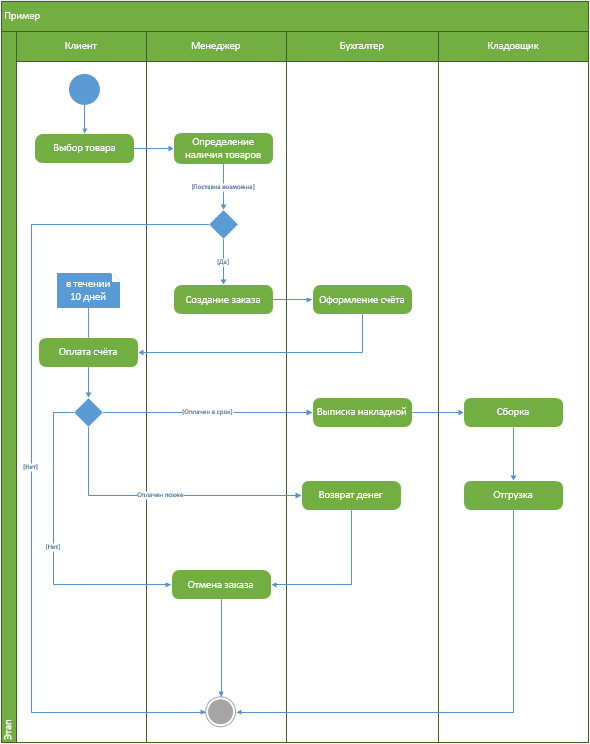 Пример
Клиент
Менеджер
Бухгалтер
Кладовщик
Выбор товара
Определение
наличия товаров
[Поставка возможна]
[Да]
в течении
10 дней
Создание заказа
Оформление счёта
Оплата счёта
[Оплачен в срок]
Выписка накладной
Сборка
[Нет]
Оплачен позже
Возврат денег
Отгрузка
[Нет]
Отмена заказа
Этап